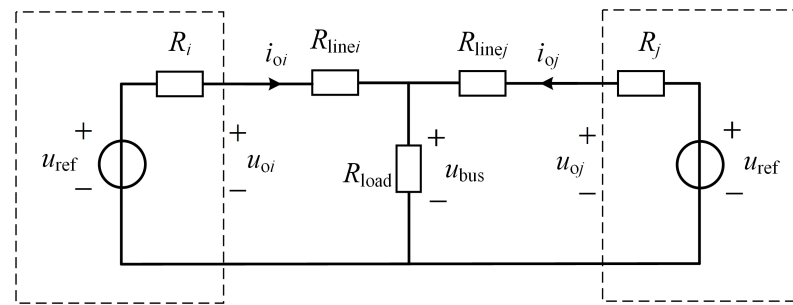 R_i i_oi R_linei R_linej i_oj R_j
+ + + + +
u_ref u_oi R_load u_bus u_oj u_ref
− − − − −